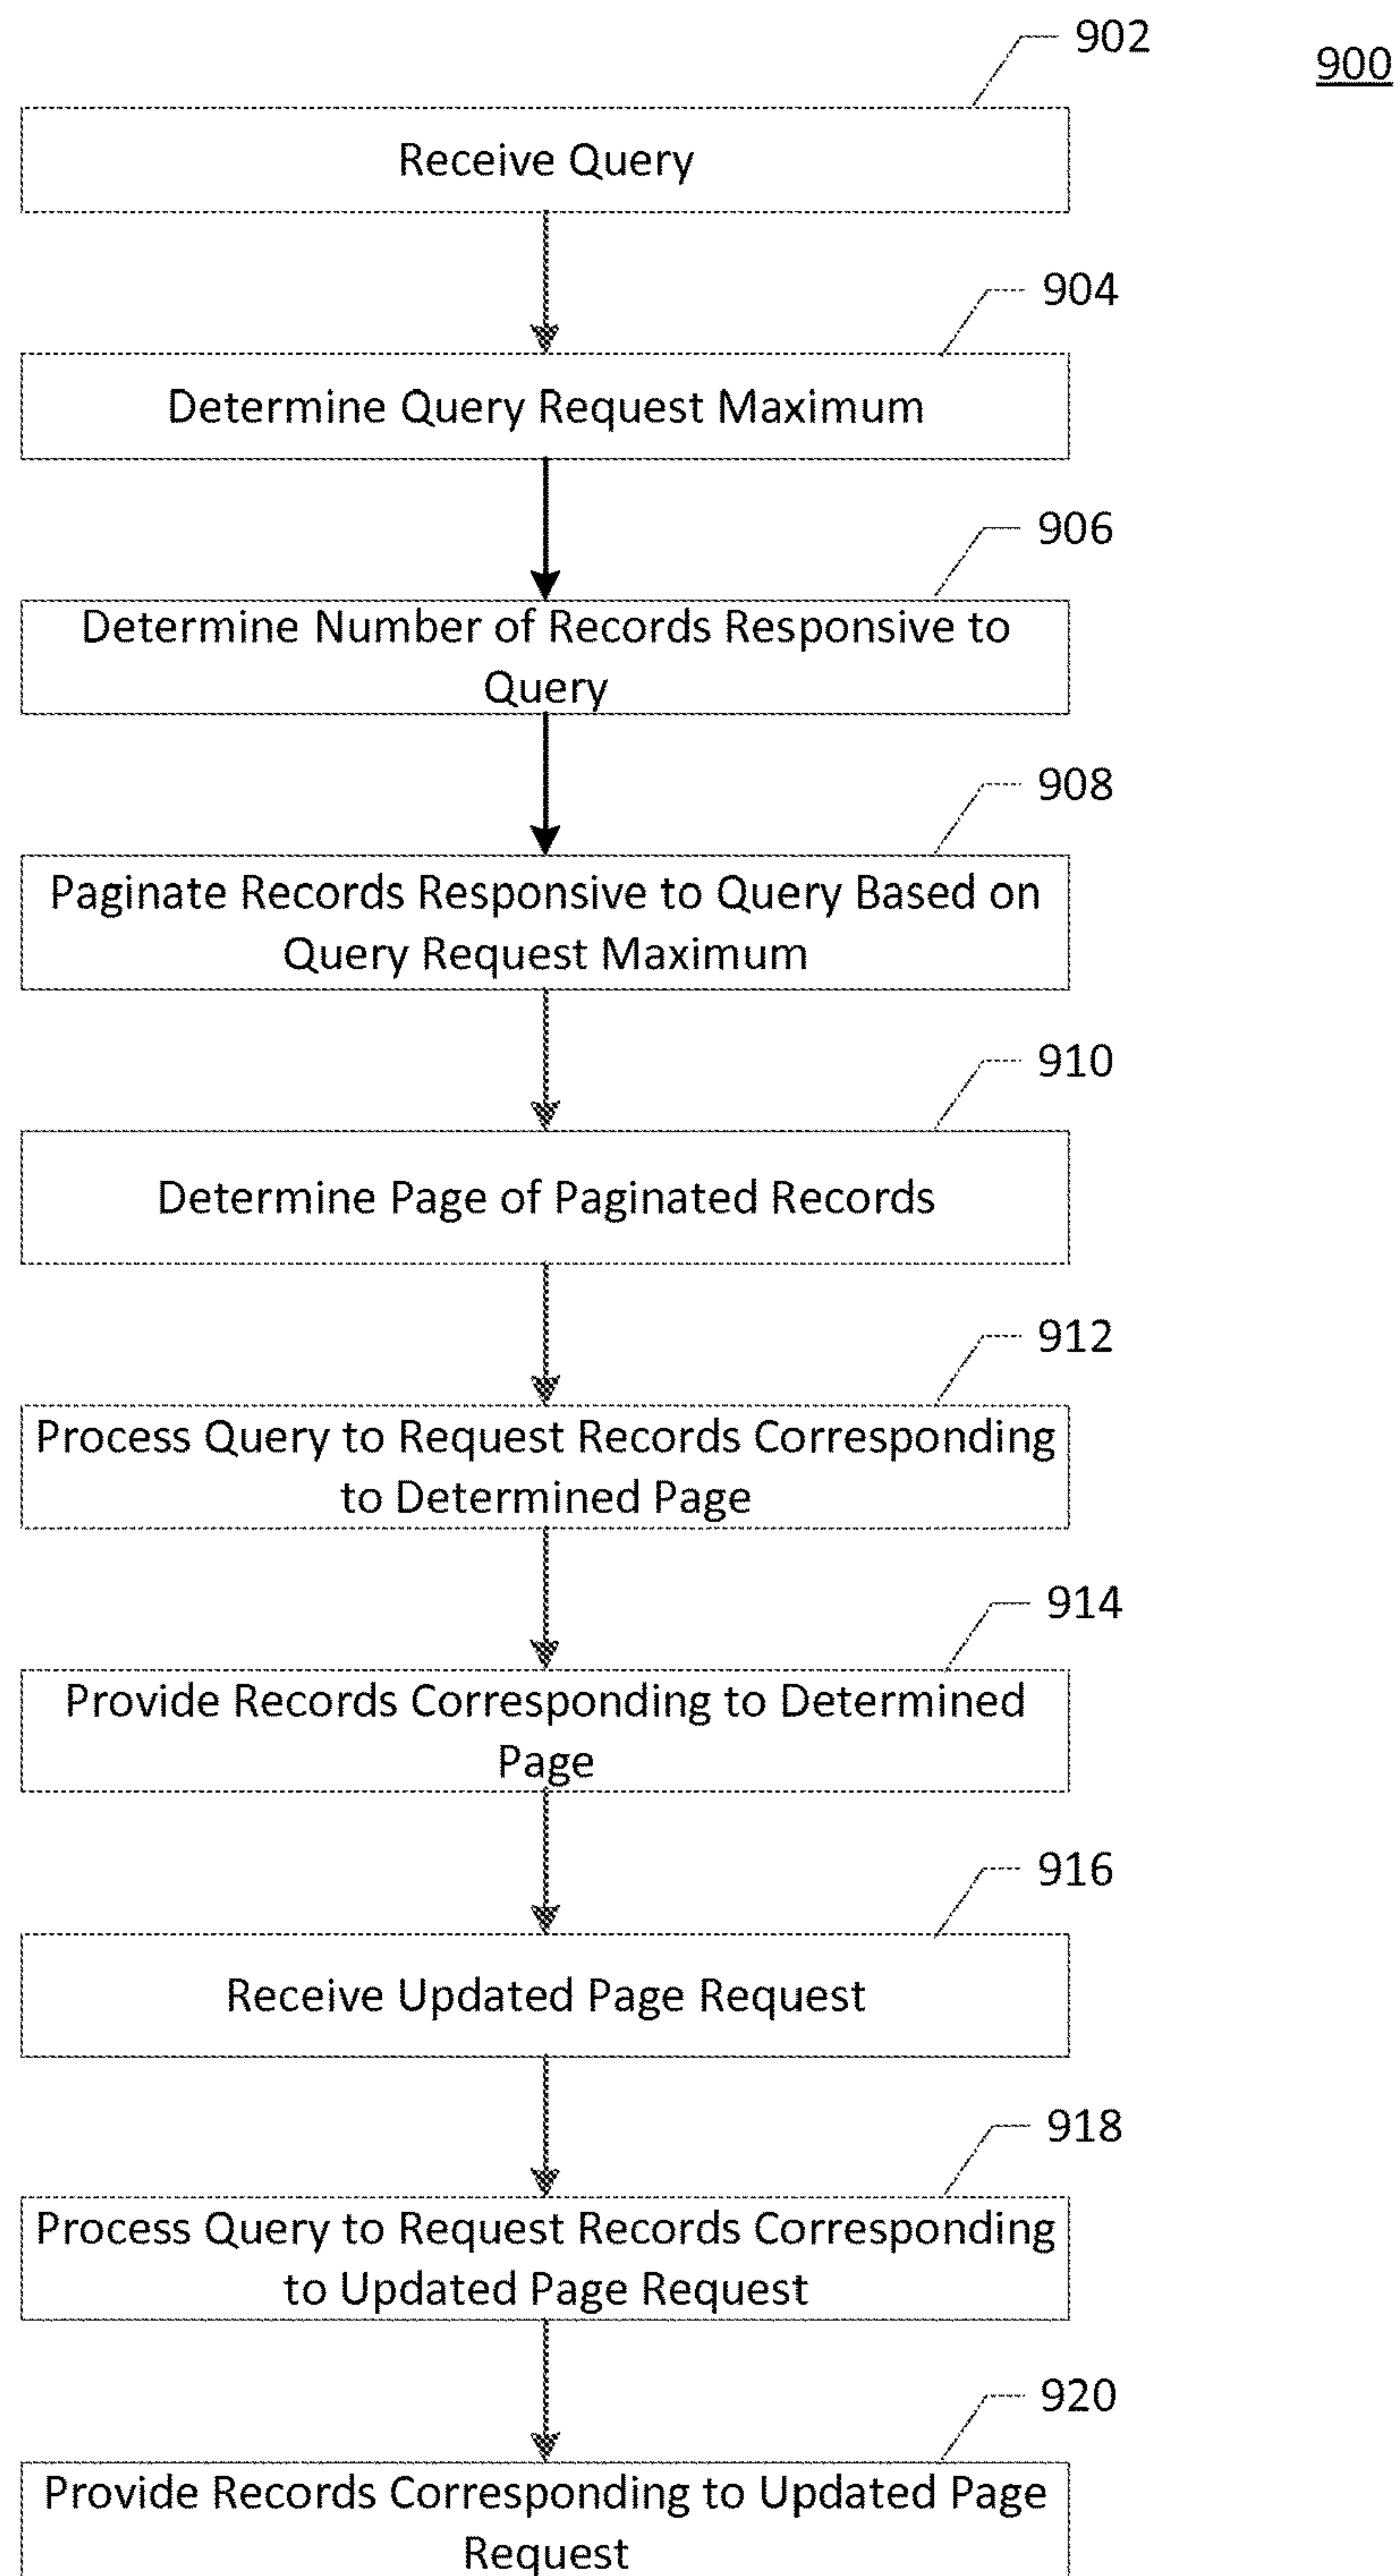 902
900
Receive Query
904
Determine Query Request Maximum
906
Determine Number of Records Responsive to
Query
908
Paginate Records Responsive to Query Based on
Query Request Maximum
910
Determine Page of Paginated Records
912
Process Query to Request Records Corresponding
to Determined Page
914
Provide Records Corresponding to Determined
Page
916
Receive Updated Page Request
918
Process Query to Request Records Corresponding
to Updated Page Request
920
Provide Records Corresponding to Updated Page
Request